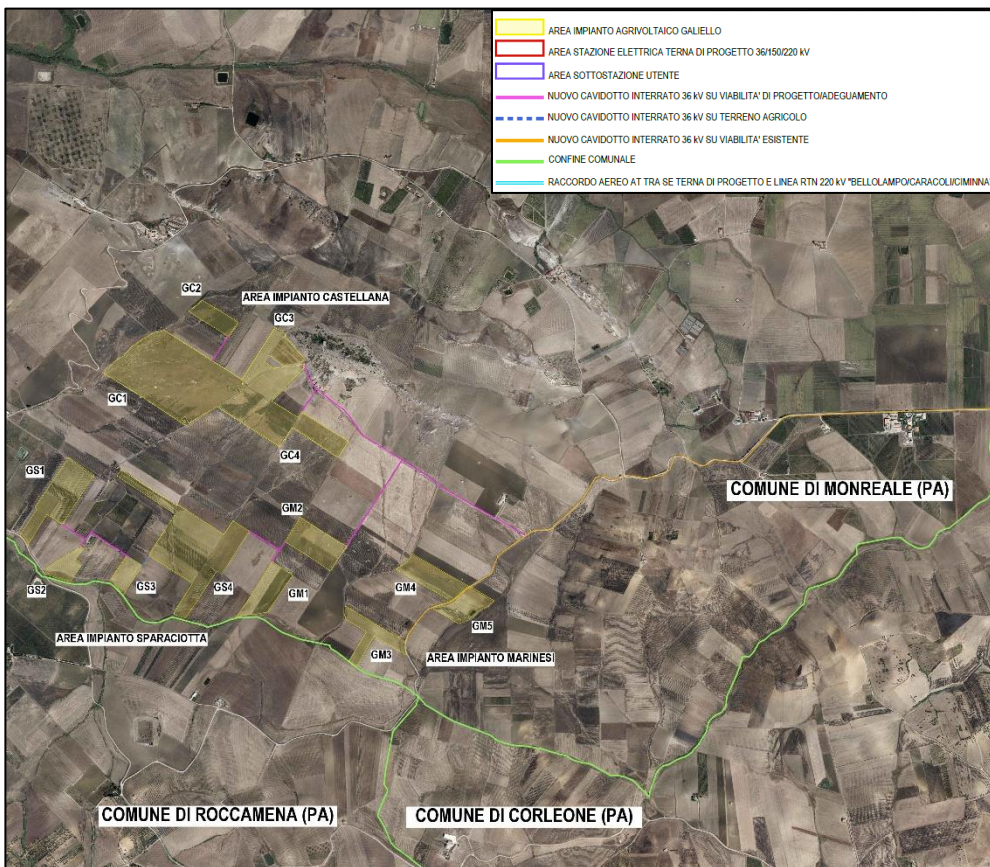 AREA IMPIANTO AGRIVOLTAICO GALIELLO
AREA STAZIONE ELETTRICA TERNA DI PROGETTO 36/150/220 kV
AREA SOTTOSTAZIONE UTENTE
NUOVO CAVIDOTTO INTERRATO 36 kV SU VIABILITA' DI PROGETTO/ADEGUAMENTO
NUOVO CAVIDOTTO INTERRATO 36 kV SU TERRENO AGRICOLO
NUOVO CAVIDOTTO INTERRATO 36 kV SU VIABILITA' ESISTENTE
CONFINE COMUNALE
RACCORDO AEREO AT TRA SE TERNA DI PROGETTO E LINEA RTN 220 kV "BELLOLAMPO/CARACOLI/CIMINNA
GC2
AREA IMPIANTO CASTELLANA
GC3
GC1
GC4
GS1
COMUNE DI MONREALE (PA)
GM2
GS2
GS3
GS4
GM1
GM4
GM5
AREA IMPIANTO SPARACIOTTA
GM3
AREA IMPIANTO MARINESI
COMUNE DI ROCCAMENA (PA)
COMUNE DI CORLEONE (PA)